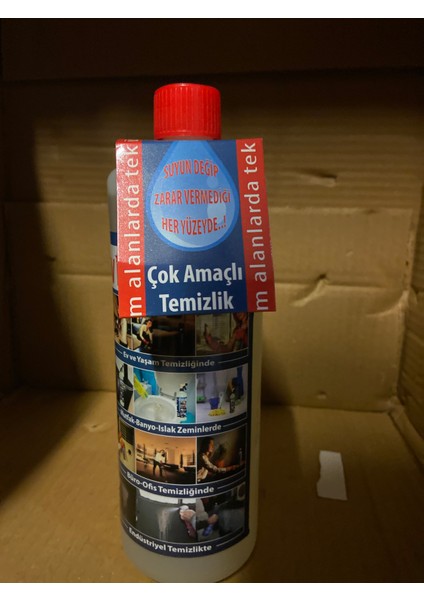 SUYUN DEĞİP
ZARAR VERMEDİĞİ
HER YÜZEYDE..!
m alanlarda tek
m alanlarda tek
Çok Amaçlı
Temizlik
Ev ve Yaşam Temizliğinde
Mutfak-Banyo-Islak Zeminlerde
Büro-Ofis Temizliğinde
Endüstriyel Temizlikte